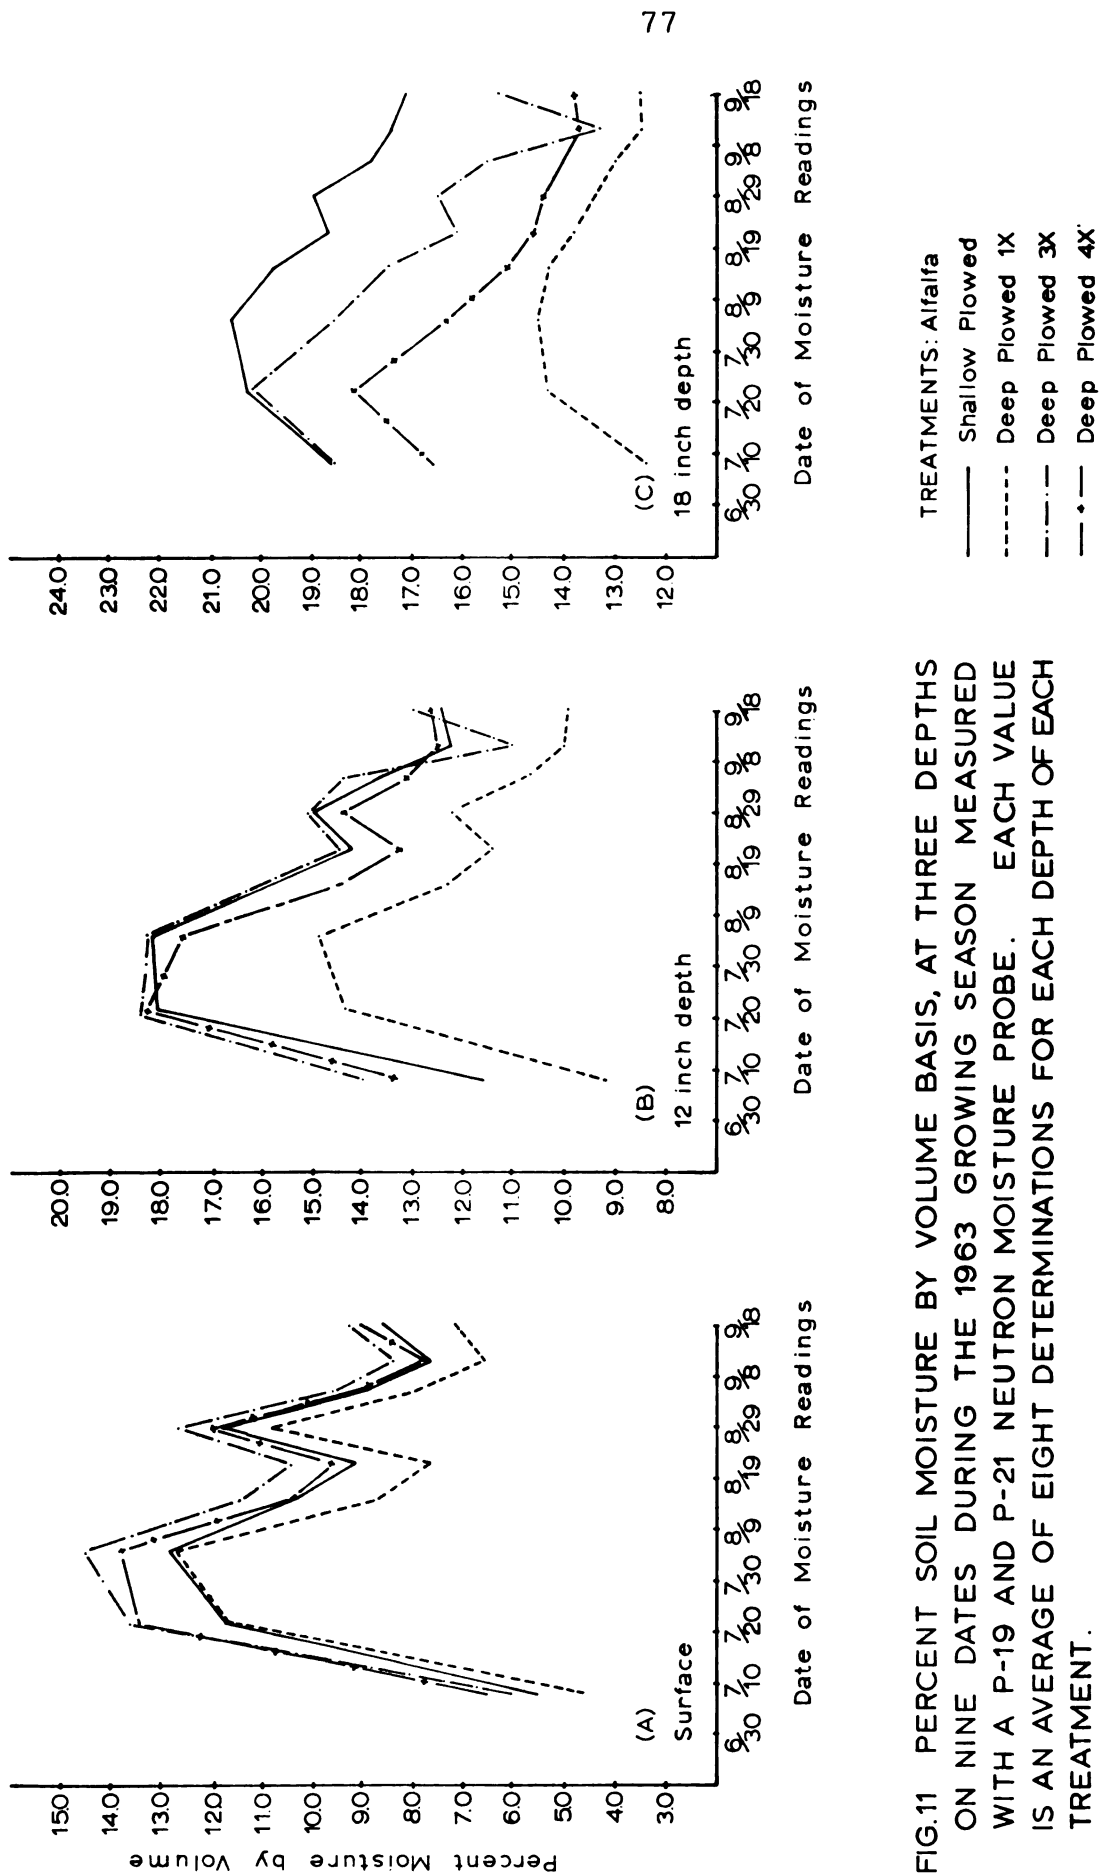 77
Percent Moisture by Volume
15.0
14.0
13.0
12.0
11.0
10.0
9.0
8.0
7.0
6.0
5.0
4.0
3.0
(A)
Surface
6/30 7/10 7/20 7/30 8/9 8/19 8/29 9/8 9/18
Date of Moisture Readings
20.0
19.0
18.0
17.0
16.0
15.0
14.0
13.0
12.0
11.0
10.0
9.0
8.0
(B)
12 inch depth
6/30 7/10 7/20 7/30 8/9 8/19 8/29 9/8 9/18
Date of Moisture Readings
24.0
23.0
22.0
21.0
20.0
19.0
18.0
17.0
16.0
15.0
14.0
13.0
12.0
(C)
18 inch depth
6/30 7/10 7/20 7/30 8/9 8/19 8/29 9/8 9/18
Date of Moisture Readings
TREATMENTS: Alfalfa
Shallow Plowed
Deep Plowed 1X
Deep Plowed 3X
Deep Plowed 4X
FIG.11 PERCENT SOIL MOISTURE BY VOLUME BASIS, AT THREE DEPTHS
ON NINE DATES DURING THE 1963 GROWING SEASON MEASURED
WITH A P-19 AND P-21 NEUTRON MOISTURE PROBE. EACH VALUE
IS AN AVERAGE OF EIGHT DETERMINATIONS FOR EACH DEPTH OF EACH
TREATMENT.